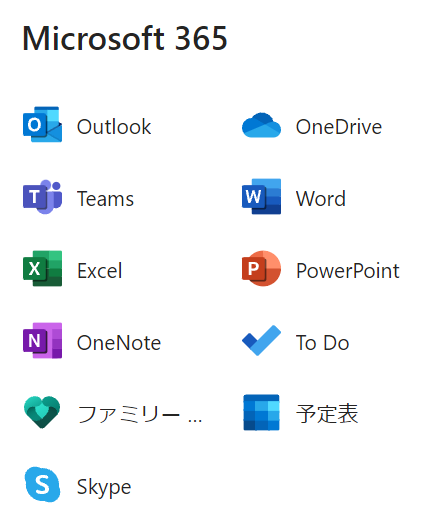 Microsoft 365
Outlook
OneDrive
Teams
Word
Excel
PowerPoint
OneNote
To Do
ファミリー ...
予定表
Skype